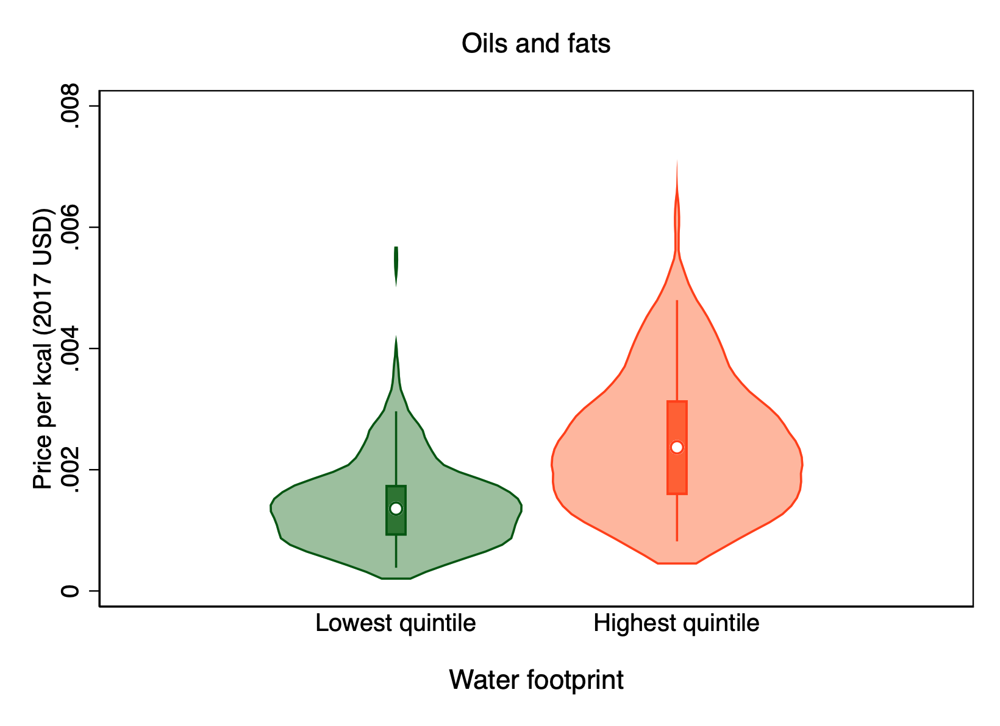 Oils and fats
Price per kcal (2017 USD)
.008
.006
.004
.002
0
Lowest quintile
Highest quintile
Water footprint